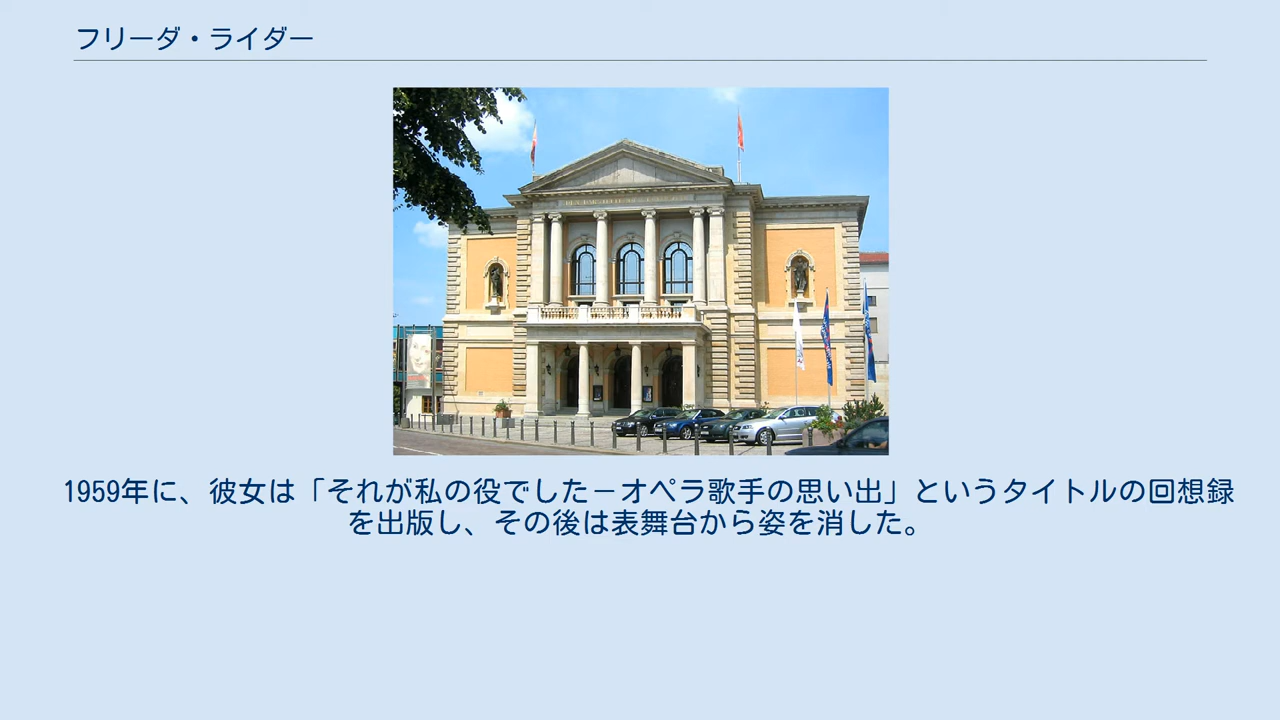 フリーダ・ライダー
1959年に、彼女は「それが私の役でした－オペラ歌手の思い出」というタイトルの回想録
を出版し、その後は表舞台から姿を消した。